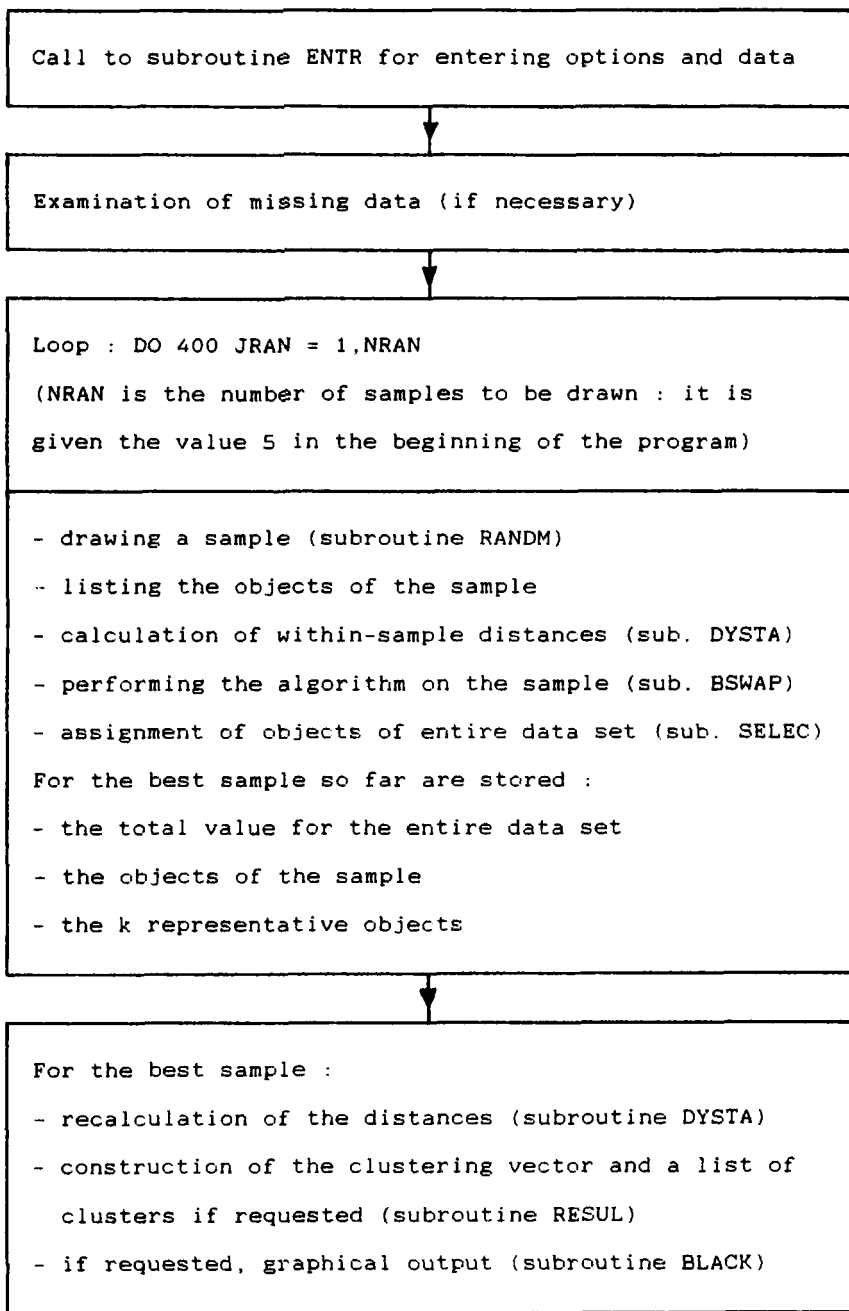 Call to subroutine ENTR for entering options and data
Examination of missing data (if necessary)
Loop : DO 400 JRAN = 1,NRAN
(NRAN is the number of samples to be drawn : it is
given the value 5 in the beginning of the program)
- drawing a sample (subroutine RANDM)
- listing the objects of the sample
- calculation of within-sample distances (sub. DYSTA)
- performing the algorithm on the sample (sub. BSWAP)
- assignment of objects of entire data set (sub. SELEC)
For the best sample so far are stored :
- the total value for the entire data set
- the objects of the sample
- the k representative objects
For the best sample :
- recalculation of the distances (subroutine DYSTA)
- construction of the clustering vector and a list of
clusters if requested (subroutine RESUL)
- if requested, graphical output (subroutine BLACK)